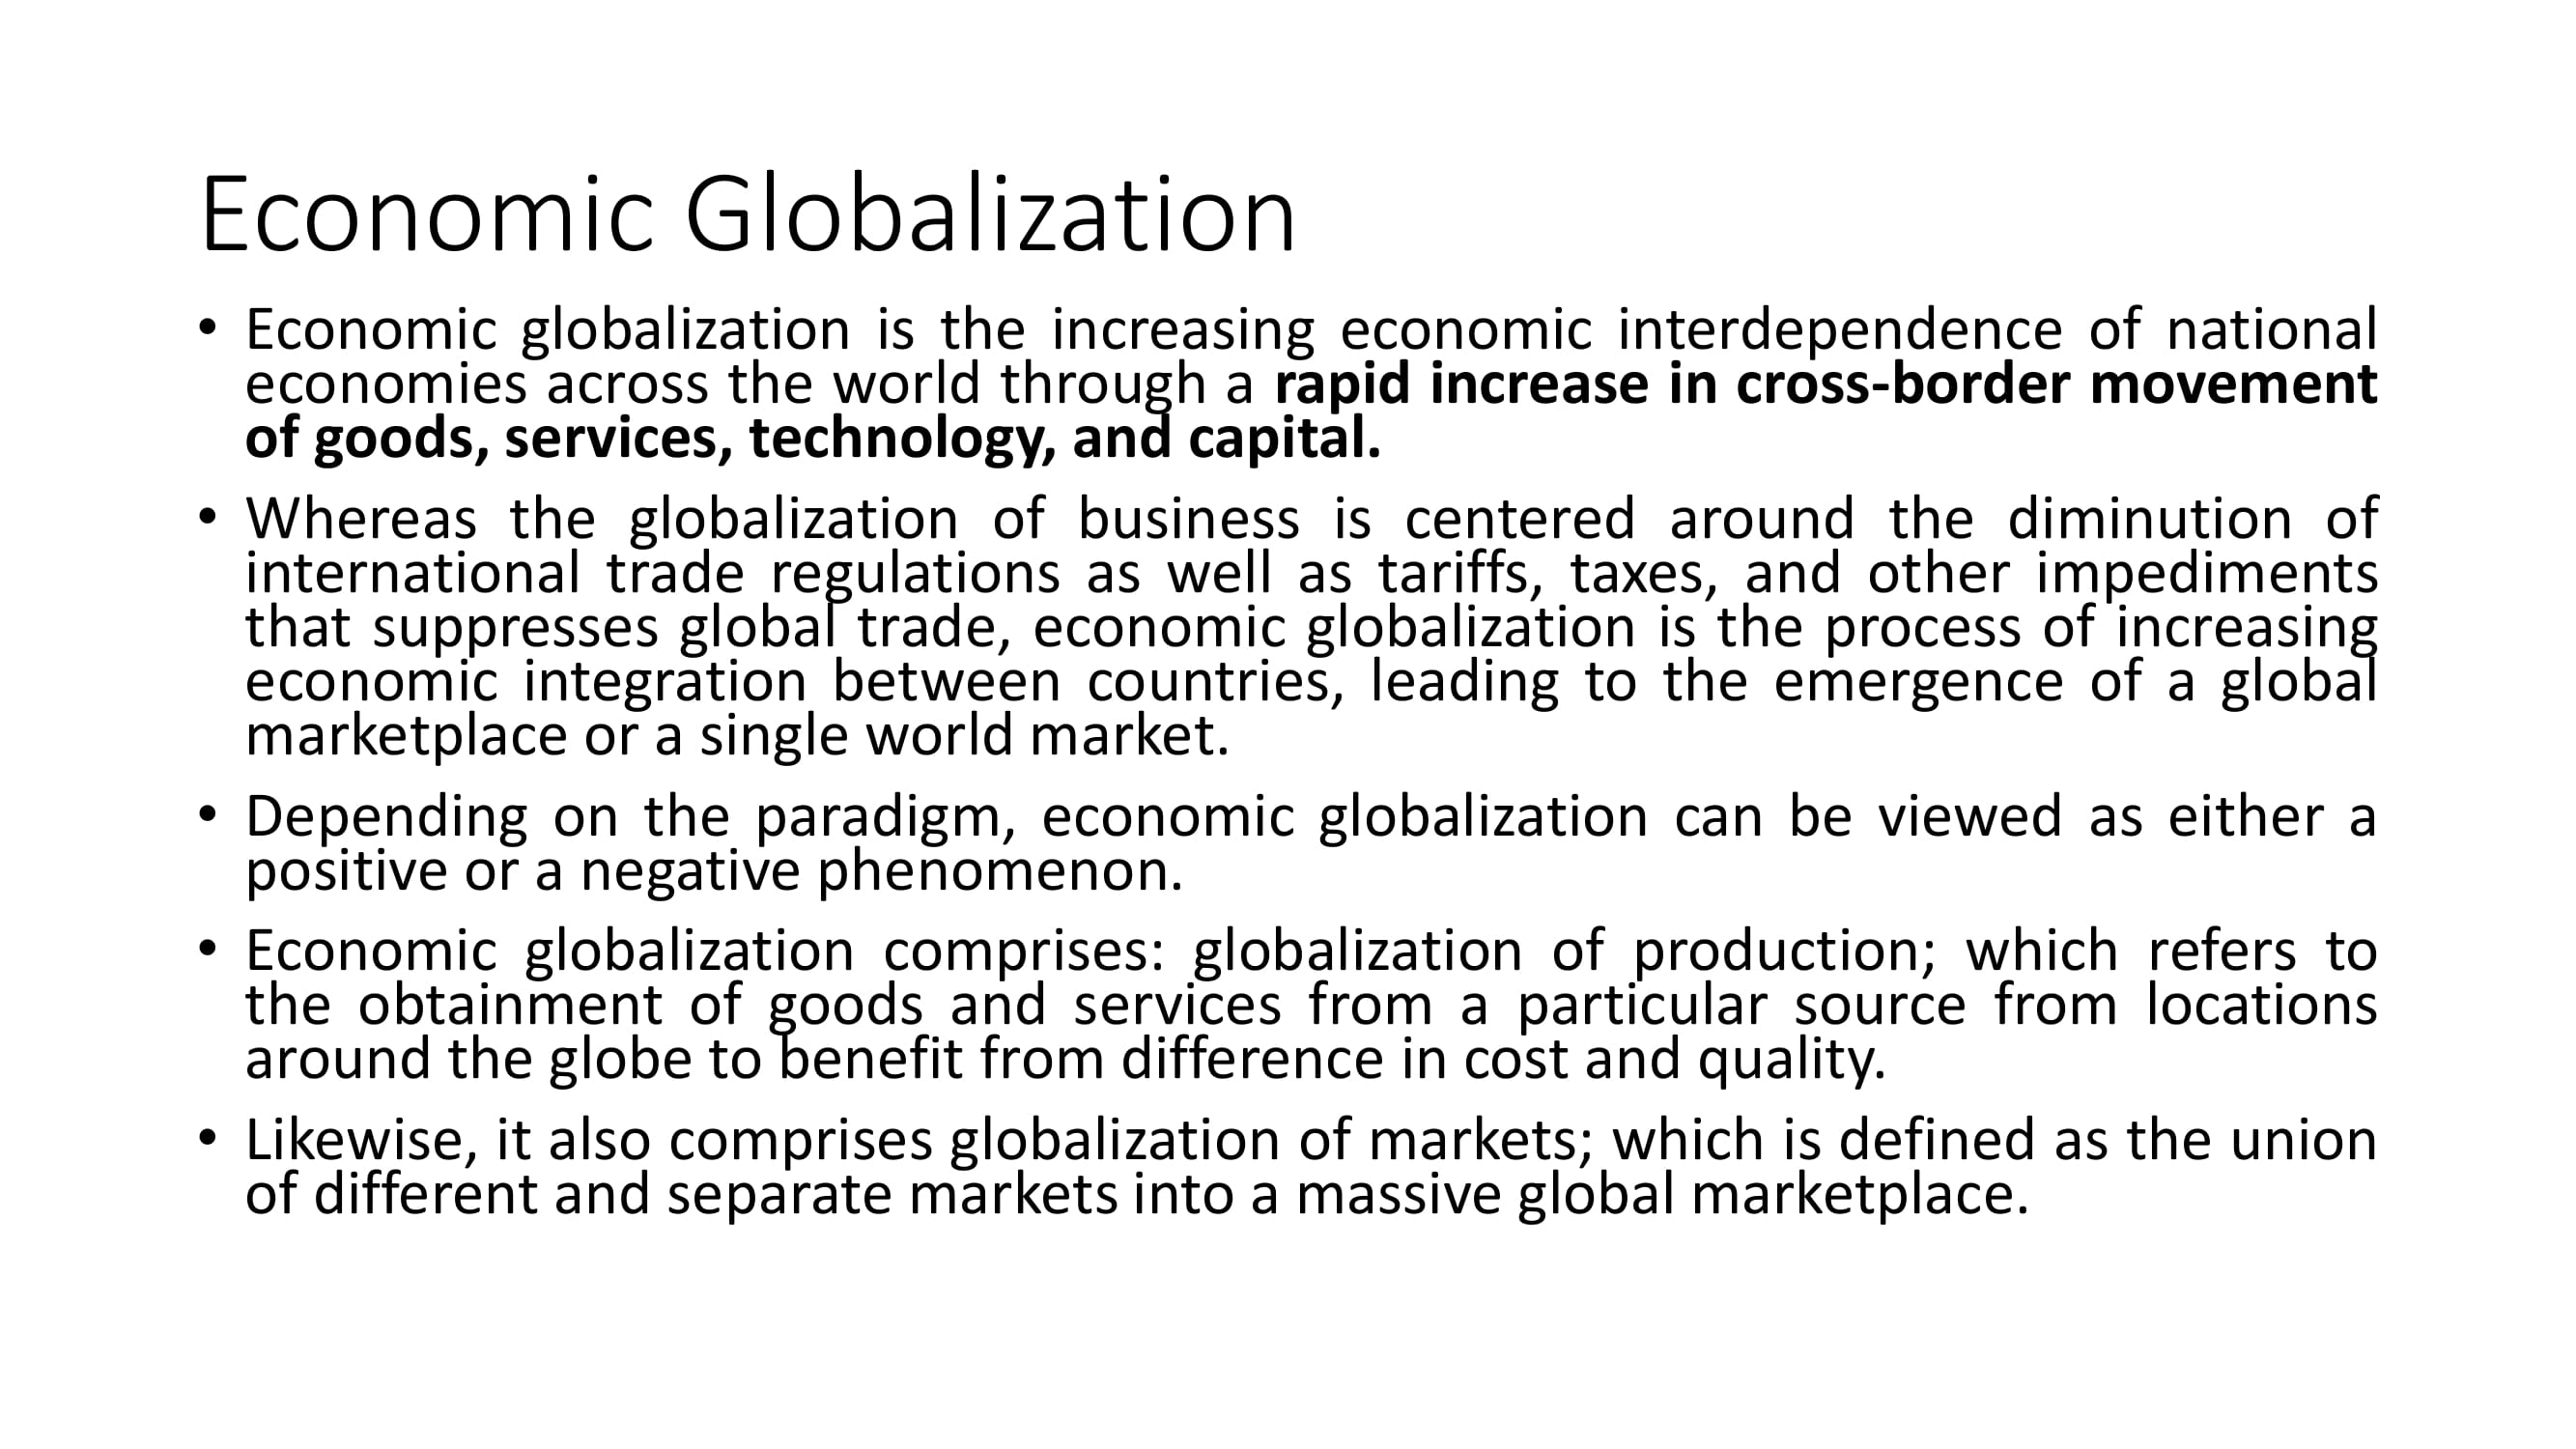 Economic Globalization
• Economic globalization is the increasing economic interdependence of national
economies across the world through a rapid increase in cross-border movement
of goods, services, technology, and capital.
• Whereas the globalization of business is centered around the diminution of
international trade regulations as well as tariffs, taxes, and other impediments
that suppresses global trade, economic globalization is the process of increasing
economic integration between countries, leading to the emergence of a global
marketplace or a single world market.
• Depending on the paradigm, economic globalization can be viewed as either a
positive or a negative phenomenon.
• Economic globalization comprises: globalization of production; which refers to
the obtainment of goods and services from a particular source from locations
around the globe to benefit from difference in cost and quality.
• Likewise, it also comprises globalization of markets; which is defined as the union
of different and separate markets into a massive global marketplace.